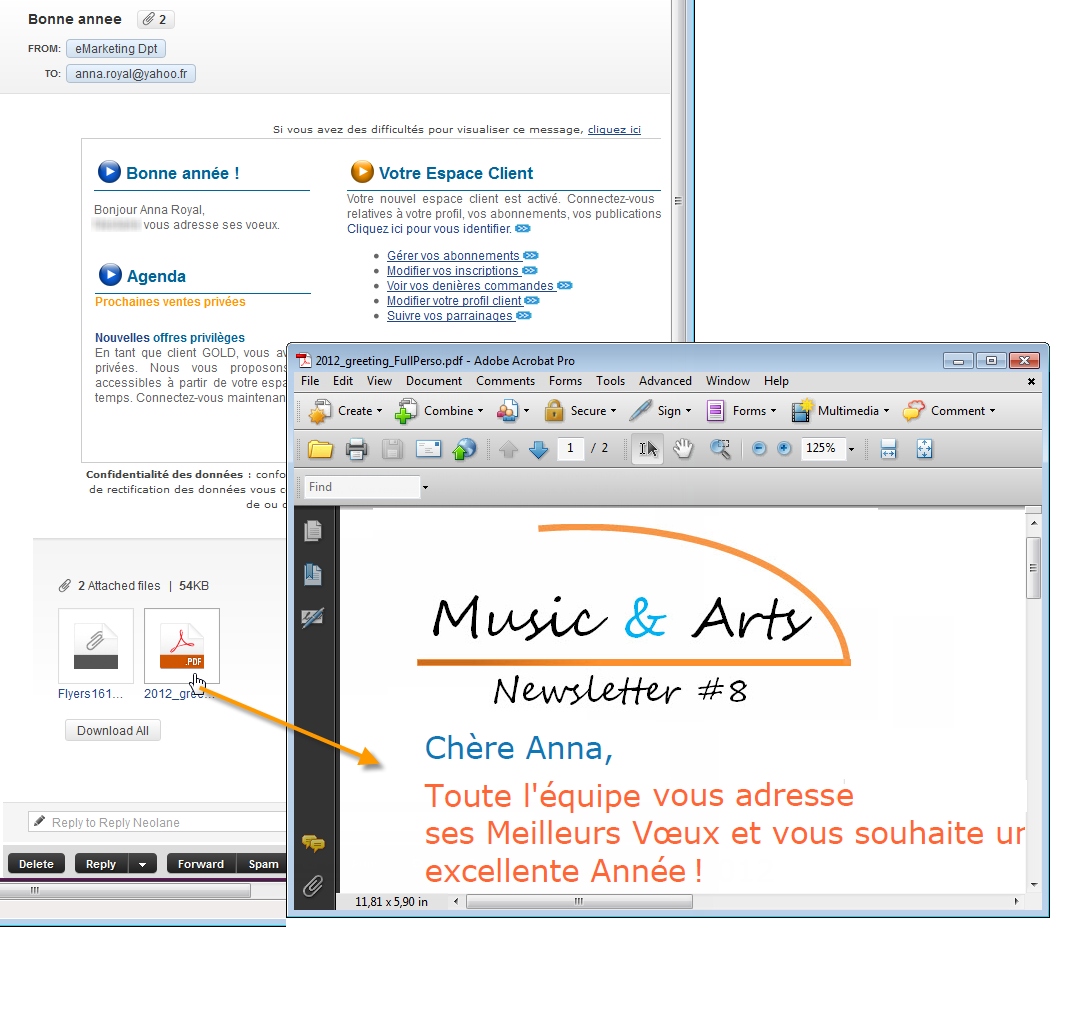 Bonne annee 2
FROM: eMarketing Dpt
TO: anna.royal@yahoo.fr
Si vous avez des difficultés pour visualiser ce message, cliquez ici
Bonne année !
Bonjour Anna Royal,
vous adresse ses voeux.
Agenda
Prochaines ventes privées
Nouvelles offres privilèges
En tant que client GOLD, vous av
privées. Nous vous proposons
accessibles à partir de votre espa
temps. Connectez-vous maintenan
Votre Espace Client
Votre nouvel espace client est activé. Connectez-vous
relatives à votre profil, vos abonnements, vos publications
Cliquez ici pour vous identifier.
Gérer vos abonnements
Modifier vos inscriptions
Voir vos denières commandes
Modifier votre profil client
Suivre vos parrainages
Confidentialité des données : confo
de rectification des données vous c
de ou d
2 Attached files | 54KB
.PDF
Flyers161... 2012_gree...
Download All
Reply to Reply Neolane
Delete Reply Forward Spam
2012_greeting_FullPerso.pdf - Adobe Acrobat Pro
File Edit View Document Comments Forms Tools Advanced Window Help
Create Combine Secure Sign Forms Multimedia Comment
1 / 2 125%
Find
Music & Arts
Newsletter #8
Chère Anna,
Toute l'équipe vous adresse
ses Meilleurs Vœux et vous souhaite un
excellente Année !
11,81 x 5,90 in